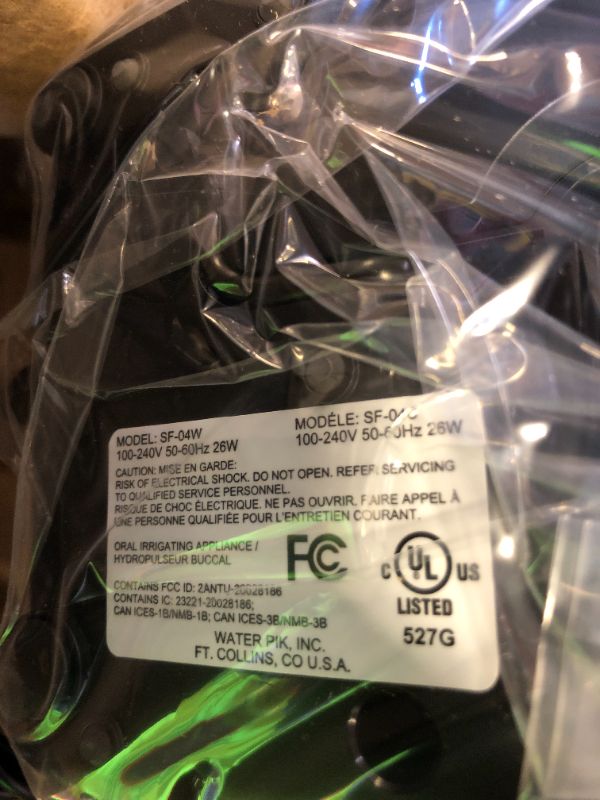 MODEL: SF-04W
100-240V 50-60Hz 26W
MODÉLE: SF-04C
100-240V 50-60Hz 26W
CAUTION: MISE EN GARDE:
RISK OF ELECTRICAL SHOCK. DO NOT OPEN. REFER SERVICING
TO QUALIFIED SERVICE PERSONNEL.
RISQUE DE CHOC ÉLECTRIQUE. NE PAS OUVRIR, FAIRE APPEL À
UNE PERSONNE QUALIFIÉE POUR L'ENTRETIEN COURANT.
ORAL IRRIGATING APPLIANCE /
HYDROPULSEUR BUCCAL
FC
CONTAINS FCC ID: 2ANTU-20028186
CONTAINS IC: 23221-20028186;
CAN ICES-1B/NMB-1B; CAN ICES-3B/NMB-3B
C UL US
LISTED
527G
WATER PIK, INC.
FT. COLLINS, CO U.S.A.